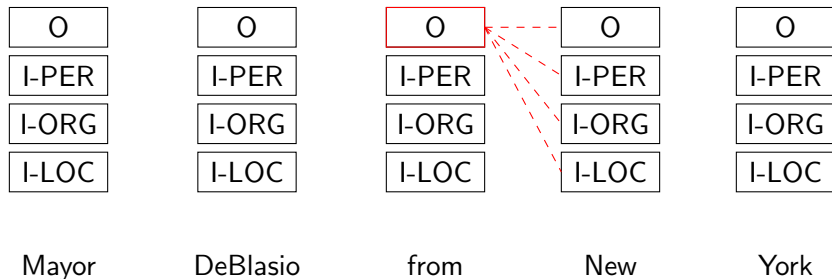 O O O O O
I-PER I-PER I-PER I-PER I-PER
I-ORG I-ORG I-ORG I-ORG I-ORG
I-LOC I-LOC I-LOC I-LOC I-LOC
Mayor DeBlasio from New York